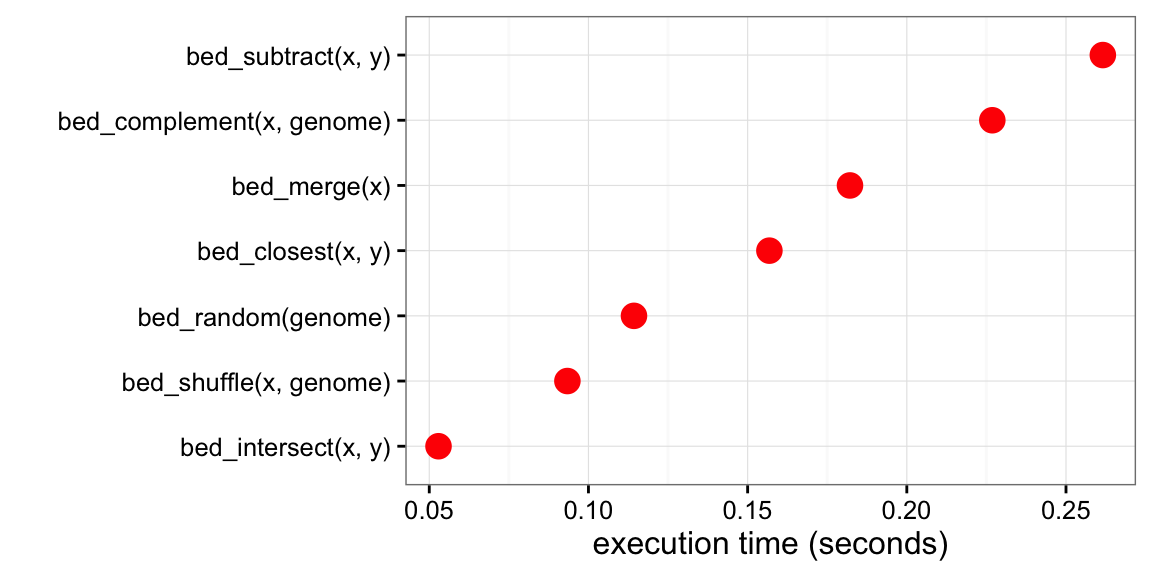 bed_subtract(x, y)
bed_complement(x, genome)
bed_merge(x)
bed_closest(x, y)
bed_random(genome)
bed_shuffle(x, genome)
bed_intersect(x, y)
0.05 0.10 0.15 0.20 0.25
execution time (seconds)